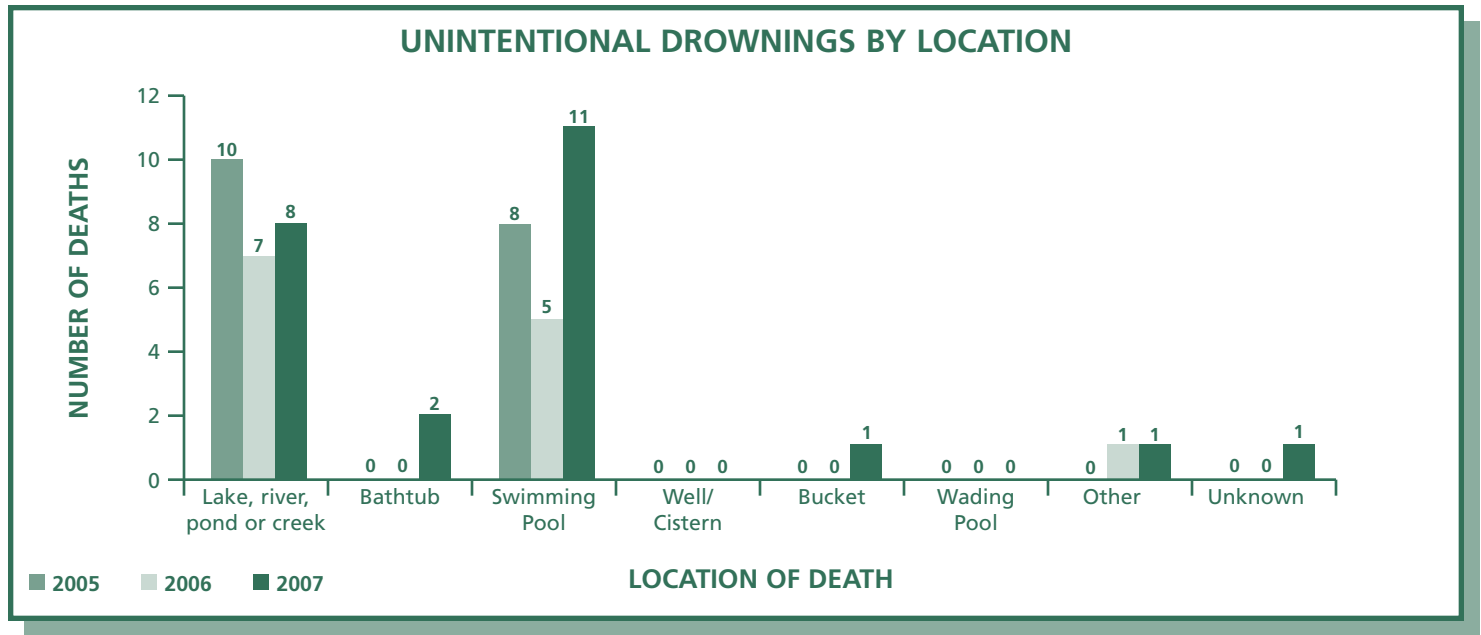 UNINTENTIONAL DROWNINGS BY LOCATION
NUMBER OF DEATHS
12
10
8
6
4
2
0
10
7
8
0
0
2
8
5
11
0
0
0
0
0
1
0
0
0
0
1
1
0
0
1
Lake, river,
pond or creek
Bathtub
Swimming
Pool
Well/
Cistern
Bucket
Wading
Pool
Other
Unknown
2005
2006
2007
LOCATION OF DEATH